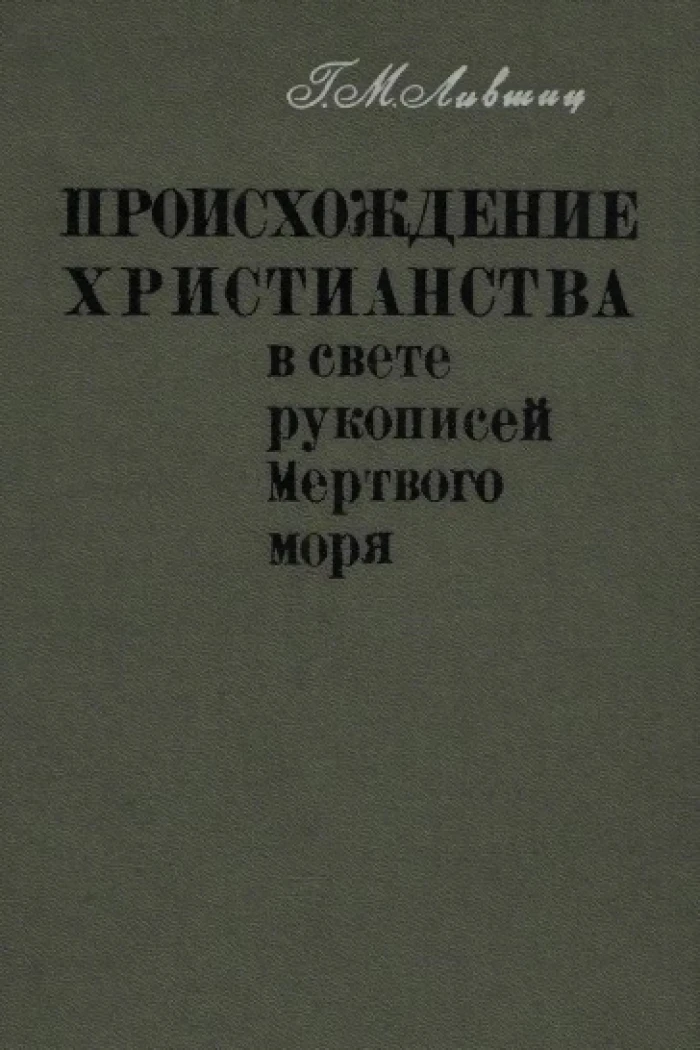 Г.М.Лившиц
ПРОИСХОЖДЕНИЕ
ХРИСТИАНСТВА
в свете
рукописей
Мертвого
моря